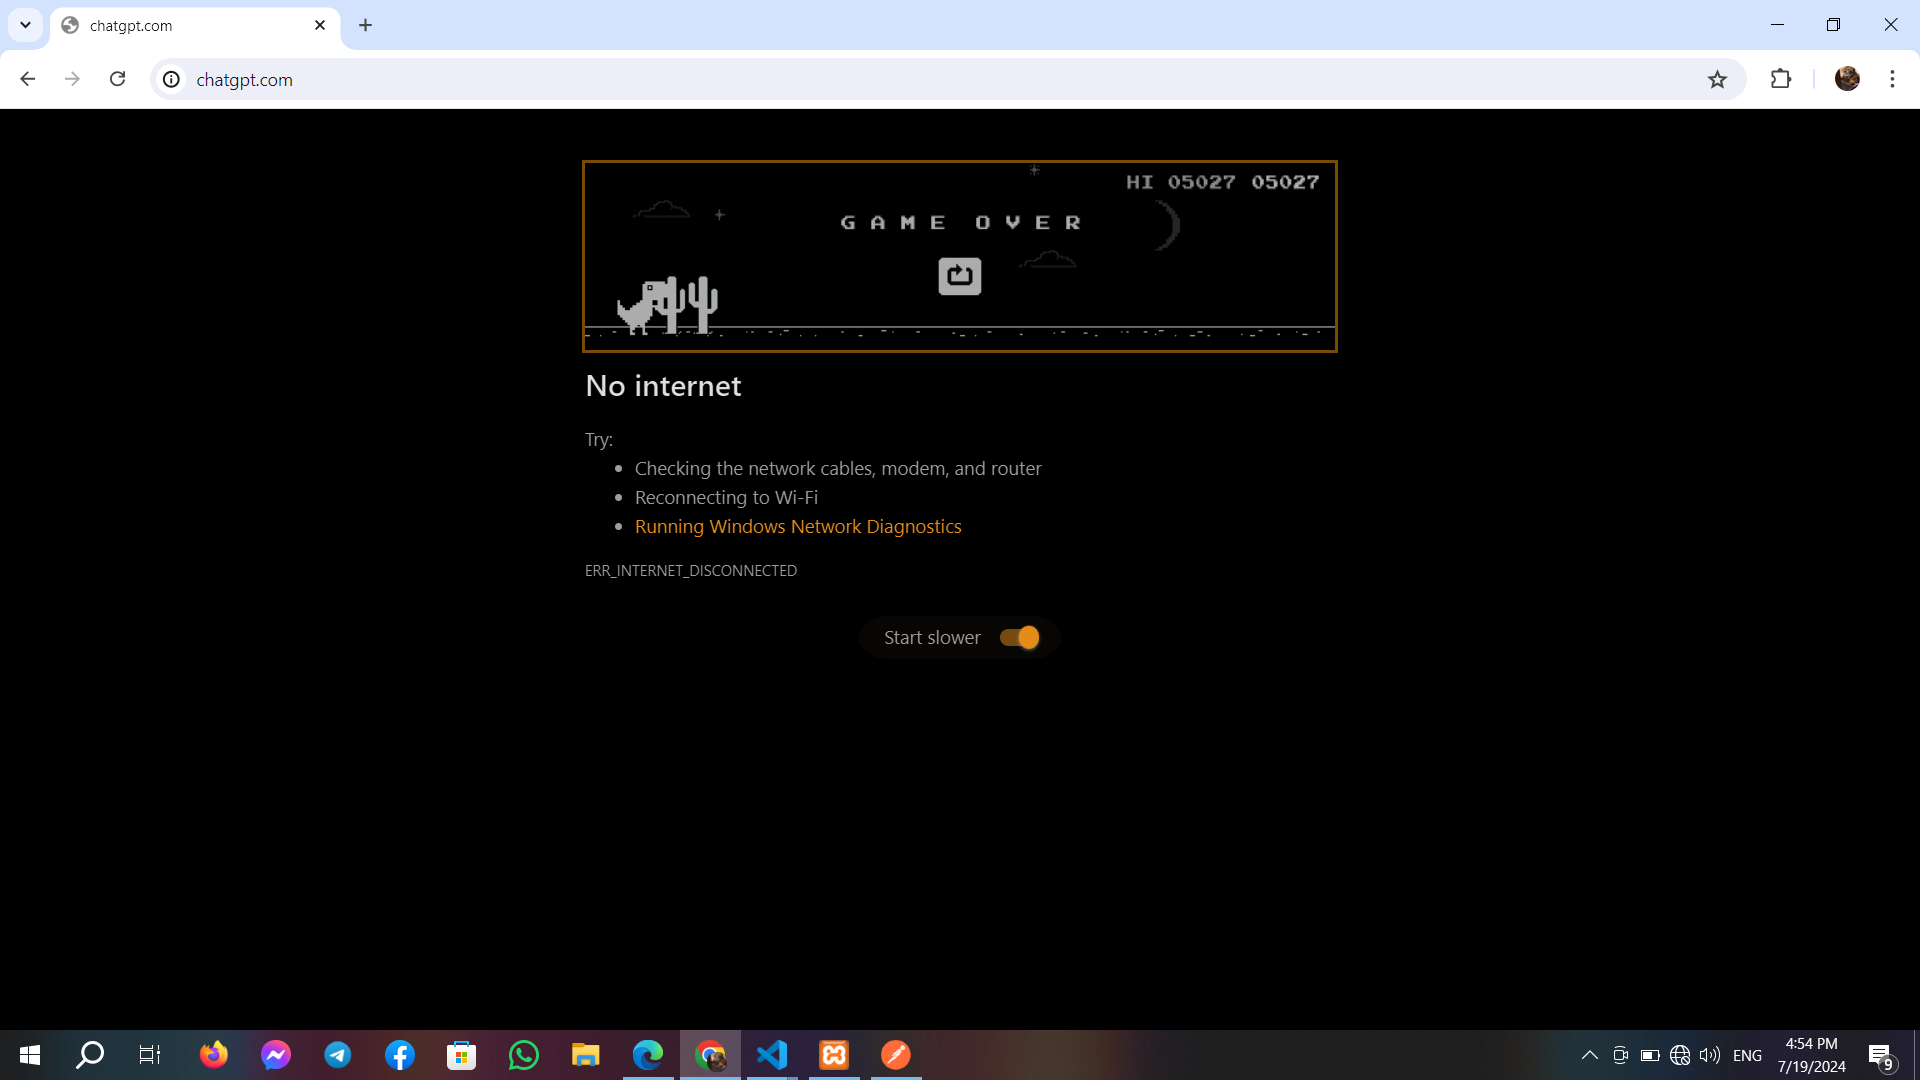 chatgpt.com
chatgpt.com
HI 05027 05027
GAME OVER
No internet
Try:
Checking the network cables, modem, and router
Reconnecting to Wi-Fi
Running Windows Network Diagnostics
ERR_INTERNET_DISCONNECTED
Start slower
ENG
4:54 PM
7/19/2024
9